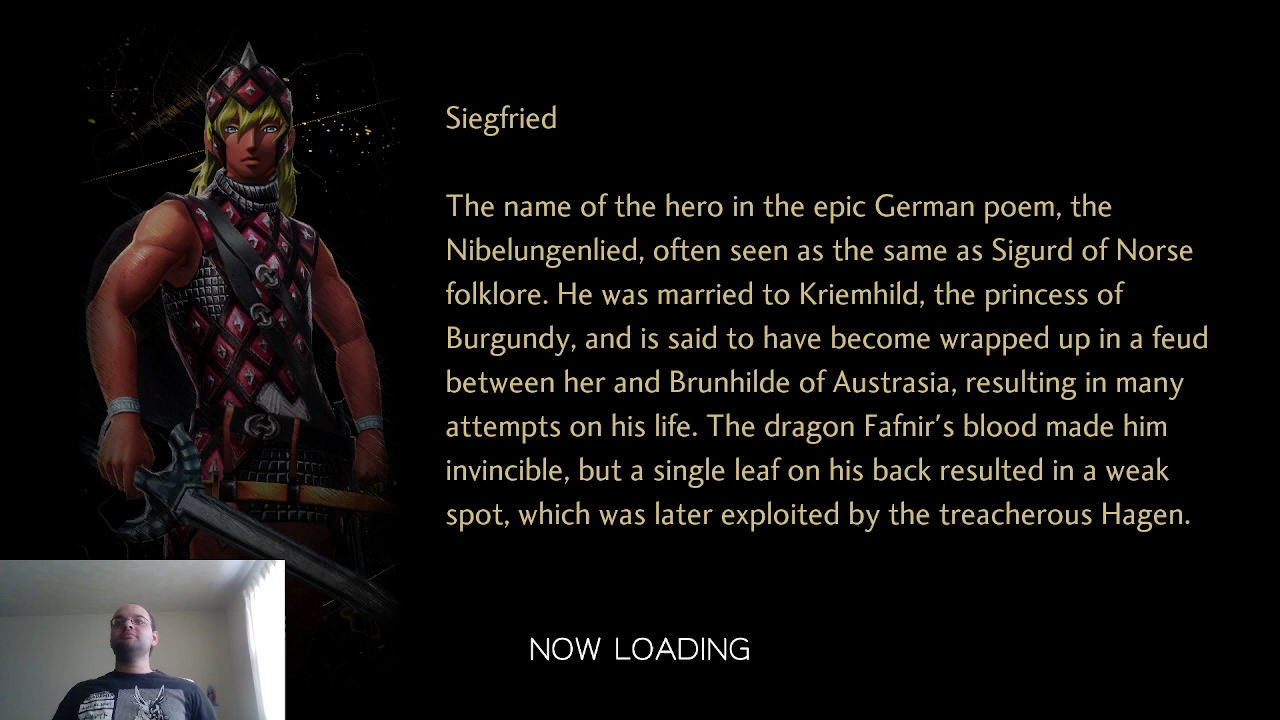 Siegfried
The name of the hero in the epic German poem, the
Nibelungenlied, often seen as the same as Sigurd of Norse
folklore. He was married to Kriemhild, the princess of
Burgundy, and is said to have become wrapped up in a feud
between her and Brunhilde of Austrasia, resulting in many
attempts on his life. The dragon Fafnir's blood made him
invincible, but a single leaf on his back resulted in a weak
spot, which was later exploited by the treacherous Hagen.
NOW LOADING